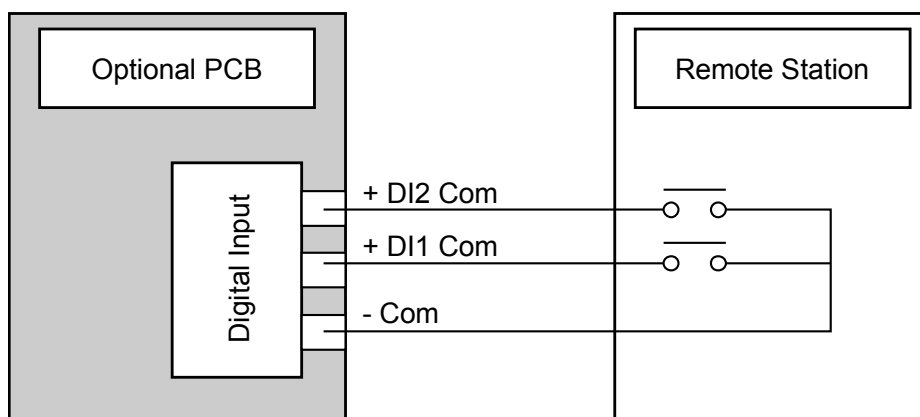 Optional PCB
Remote Station
Digital Input
+ DI2 Com
+ DI1 Com
- Com